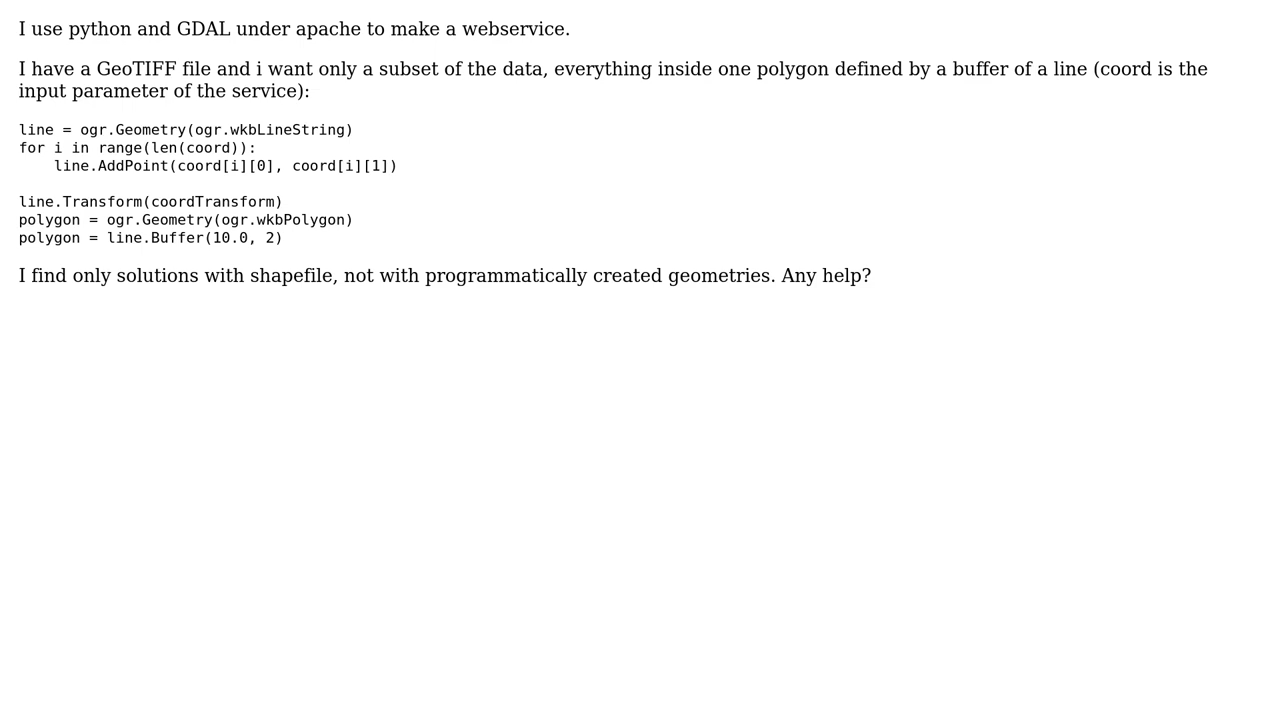 I use python and GDAL under apache to make a webservice.
I have a GeoTIFF file and i want only a subset of the data, everything inside one polygon defined by a buffer of a line (coord is the
input parameter of the service):
line = ogr.Geometry(ogr.wkbLineString)
for i in range(len(coord)):
    line.AddPoint(coord[i][0], coord[i][1])
line.Transform(coordTransform)
polygon = ogr.Geometry(ogr.wkbPolygon)
polygon = line.Buffer(10.0, 2)
I find only solutions with shapefile, not with programmatically created geometries. Any help?